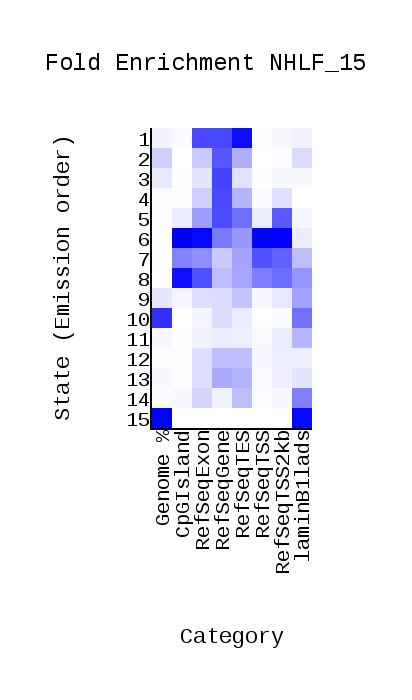 Fold Enrichment NHLF_15
State (Emission order)
1
2
3
4
5
6
7
8
9
10
11
12
13
14
15
Genome %
CpGIsland
RefSeqExon
RefSeqGene
RefSeqTES
RefSeqTSS
RefSeqTSS2kb
laminB1lads
Category